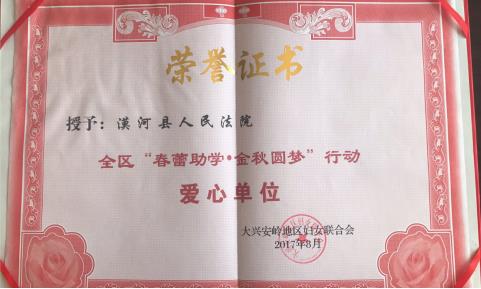 荣誉证书
授予：漠河县人民法院
全区“春蕾助学·金秋圆梦”行动
爱心单位
大兴安岭地区妇女联合会
2017年8月